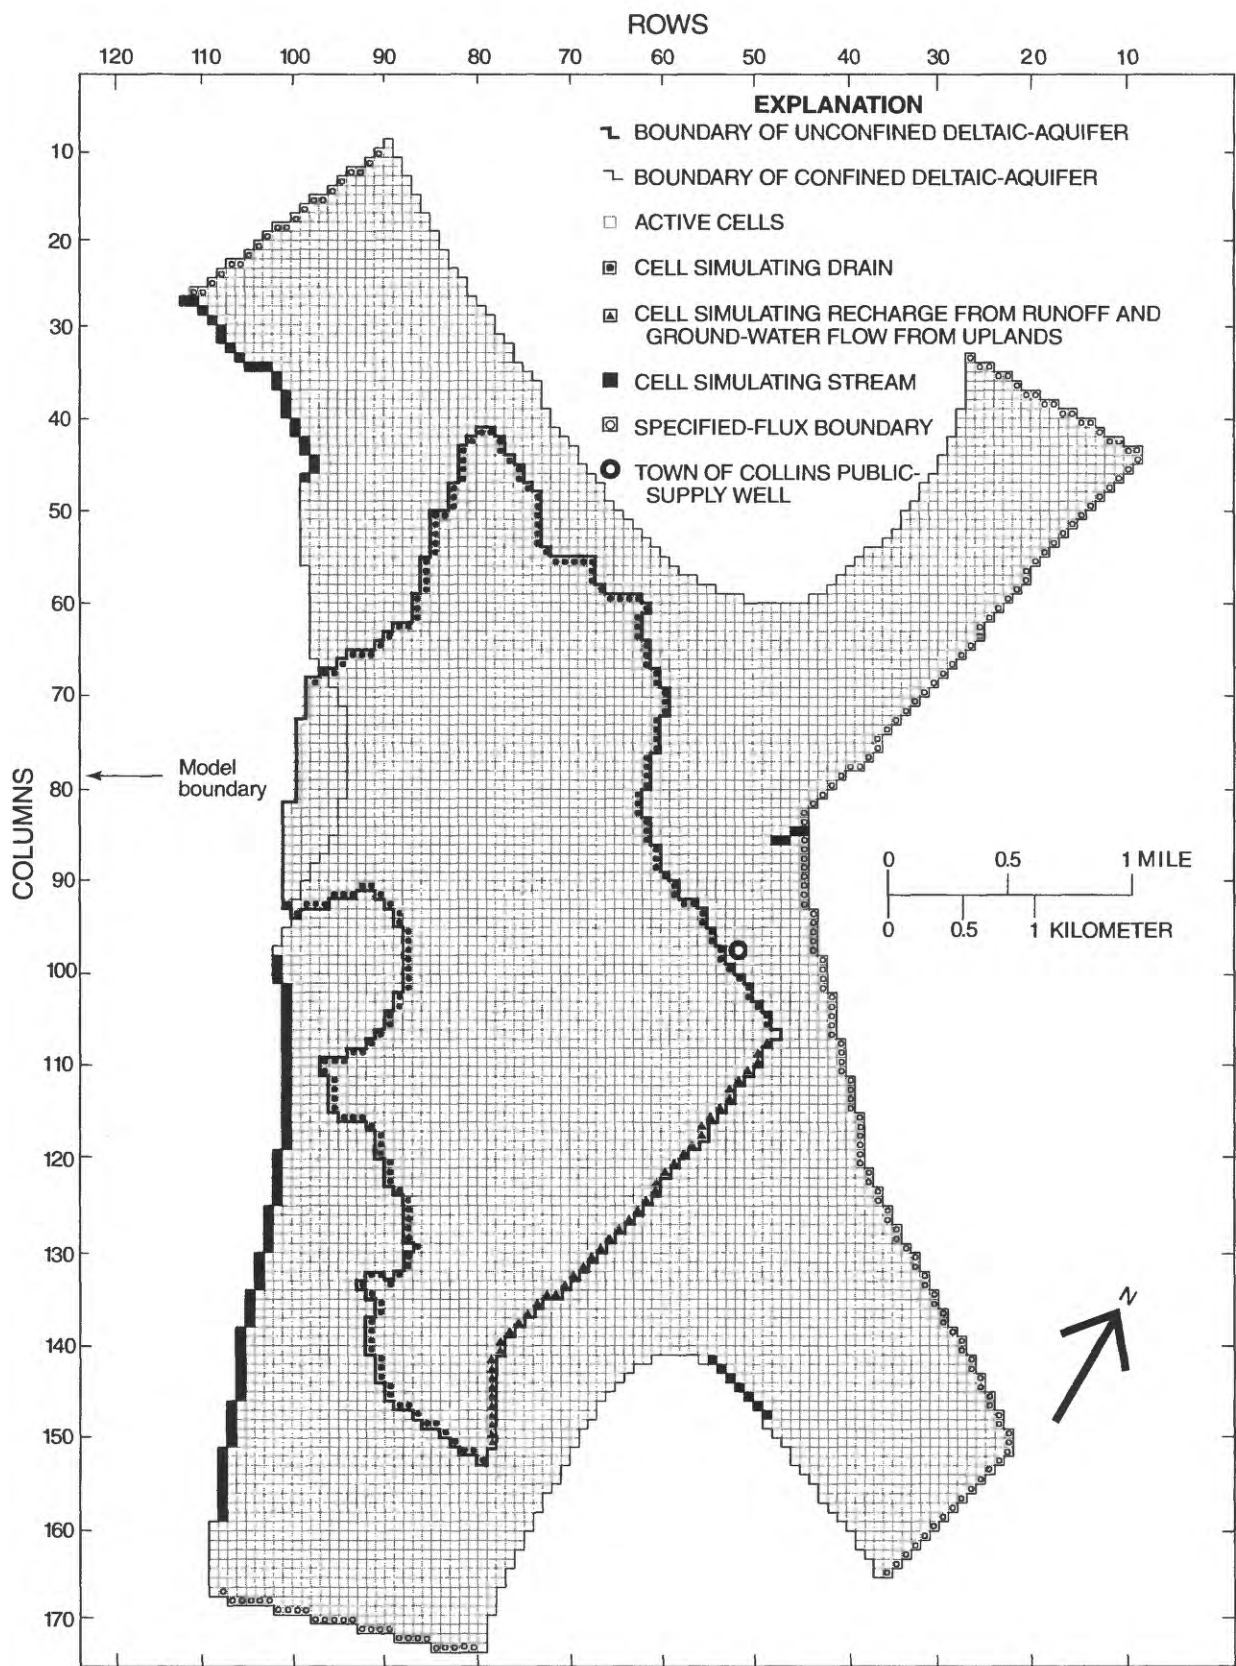 ROWS
120 110 100 90 80 70 60 50 40 30 20 10
EXPLANATION
BOUNDARY OF UNCONFINED DELTAIC-AQUIFER
BOUNDARY OF CONFINED DELTAIC-AQUIFER
ACTIVE CELLS
CELL SIMULATING DRAIN
CELL SIMULATING RECHARGE FROM RUNOFF AND
GROUND-WATER FLOW FROM UPLANDS
CELL SIMULATING STREAM
SPECIFIED-FLUX BOUNDARY
TOWN OF COLLINS PUBLIC-
SUPPLY WELL
COLUMNS
10
20
30
40
50
60
70
80
90
100
110
120
130
140
150
160
170
Model
boundary
0 0.5 1 MILE
0 0.5 1 KILOMETER
N